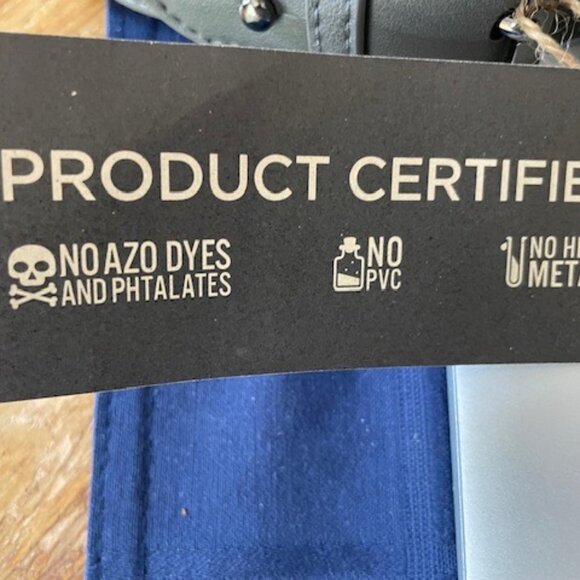 PRODUCT CERTIFIE
NO AZO DYES
AND PHTALATES
NO
PVC
NO H
META